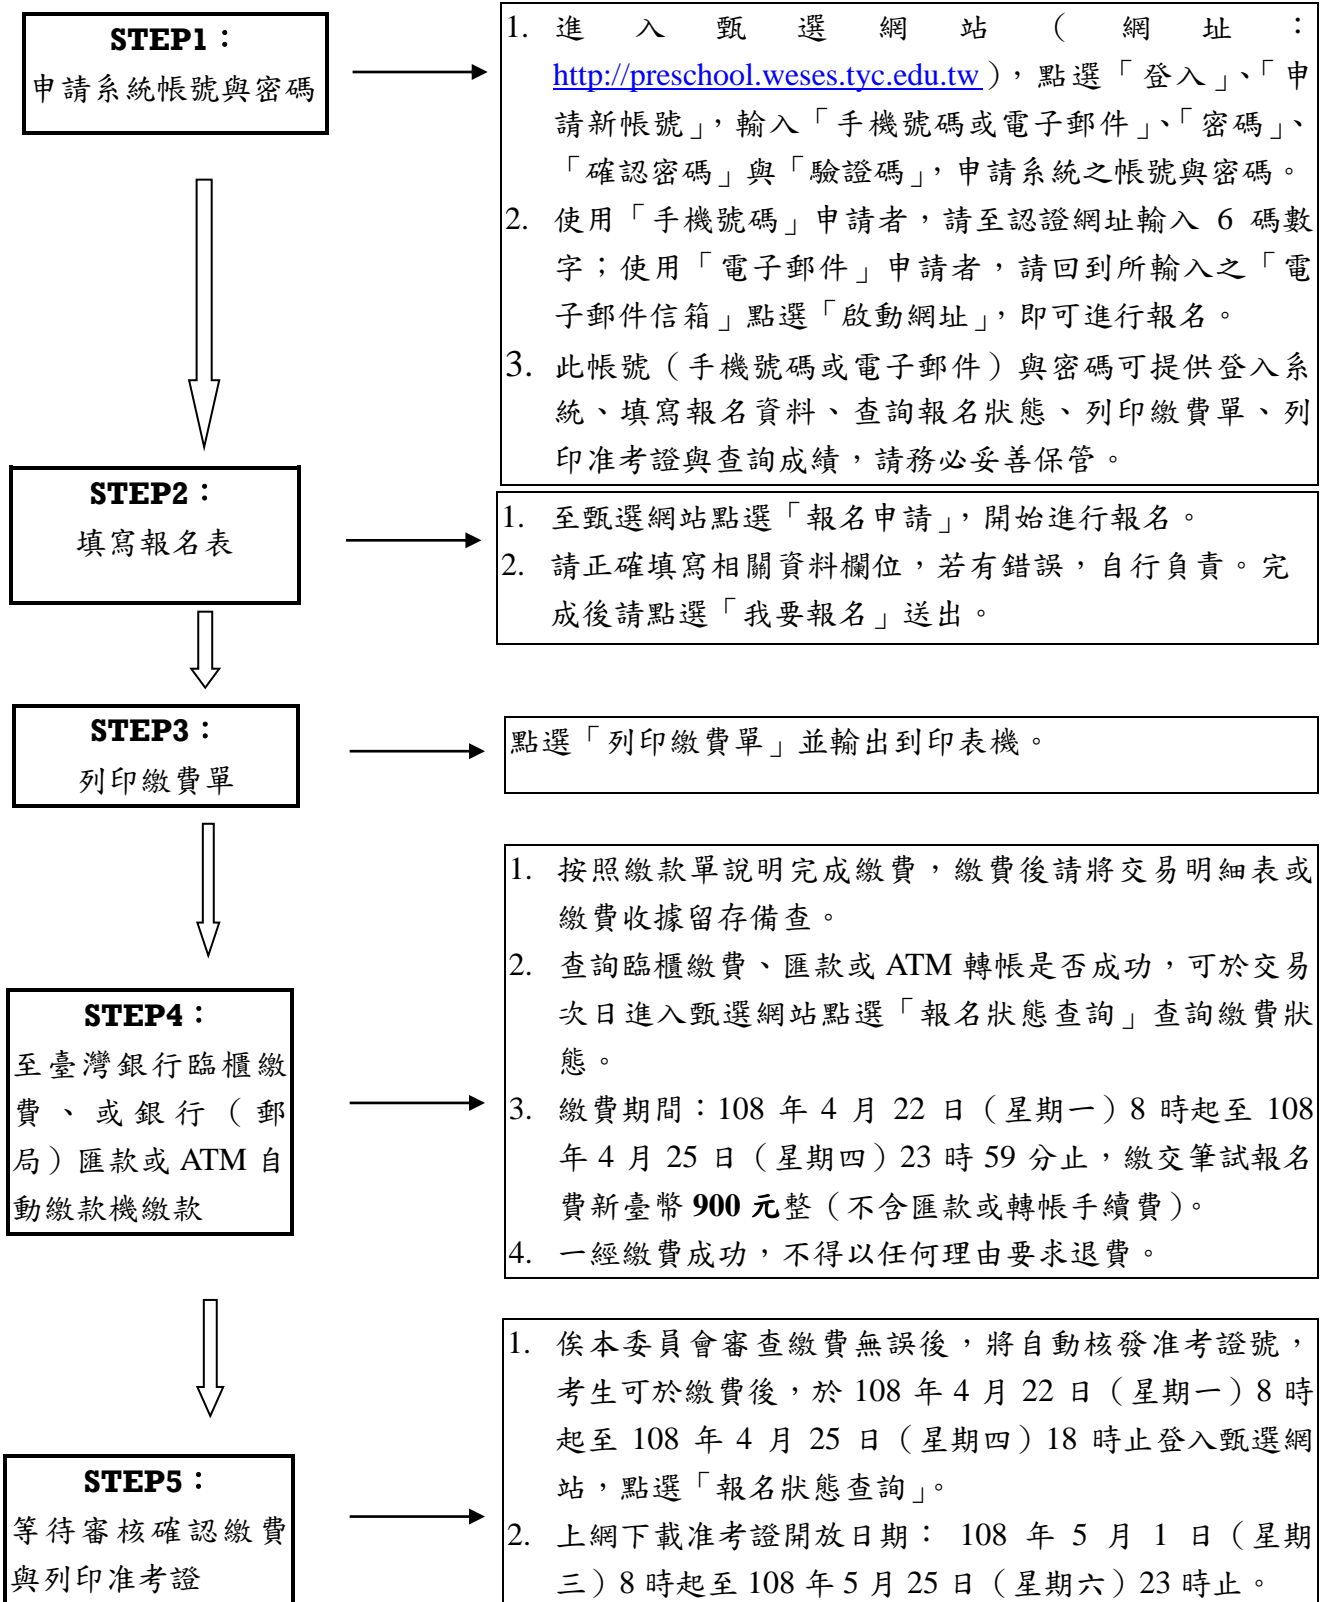 STEP1：
申請系統帳號與密碼
1. 進入甄選網站（網址：
http://preschool.weses.tyc.edu.tw），點選「登入」、「申
請新帳號」，輸入「手機號碼或電子郵件」、「密碼」、
「確認密碼」與「驗證碼」，申請系統之帳號與密碼。
2. 使用「手機號碼」申請者，請至認證網址輸入 6 碼數
字；使用「電子郵件」申請者，請回到所輸入之「電
子郵件信箱」點選「啟動網址」，即可進行報名。
3. 此帳號（手機號碼或電子郵件）與密碼可提供登入系
統、填寫報名資料、查詢報名狀態、列印繳費單、列
印准考證與查詢成績，請務必妥善保管。
STEP2：
填寫報名表
1. 至甄選網站點選「報名申請」，開始進行報名。
2. 請正確填寫相關資料欄位，若有錯誤，自行負責。完
成後請點選「我要報名」送出。
STEP3：
列印繳費單
點選「列印繳費單」並輸出到印表機。
STEP4：
至臺灣銀行臨櫃繳
費、或銀行（郵
局）匯款或 ATM 自
動繳款機繳款
1. 按照繳款單說明完成繳費，繳費後請將交易明細表或
繳費收據留存備查。
2. 查詢臨櫃繳費、匯款或 ATM 轉帳是否成功，可於交易
次日進入甄選網站點選「報名狀態查詢」查詢繳費狀
態。
3. 繳費期間：108 年 4 月 22 日（星期一）8 時起至 108
年 4 月 25 日（星期四）23 時 59 分止，繳交筆試報名
費新臺幣 900 元整（不含匯款或轉帳手續費）。
4. 一經繳費成功，不得以任何理由要求退費。
STEP5：
等待審核確認繳費
與列印准考證
1. 俟本委員會審查繳費無誤後，將自動核發准考證號，
考生可於繳費後，於 108 年 4 月 22 日（星期一）8 時
起至 108 年 4 月 25 日（星期四）18 時止登入甄選網
站，點選「報名狀態查詢」。
2. 上網下載准考證開放日期： 108 年 5 月 1 日（星期
三）8 時起至 108 年 5 月 25 日（星期六）23 時止。